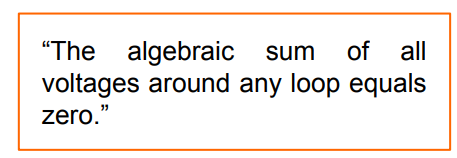 “The algebraic sum of all
voltages around any loop equals
zero.”